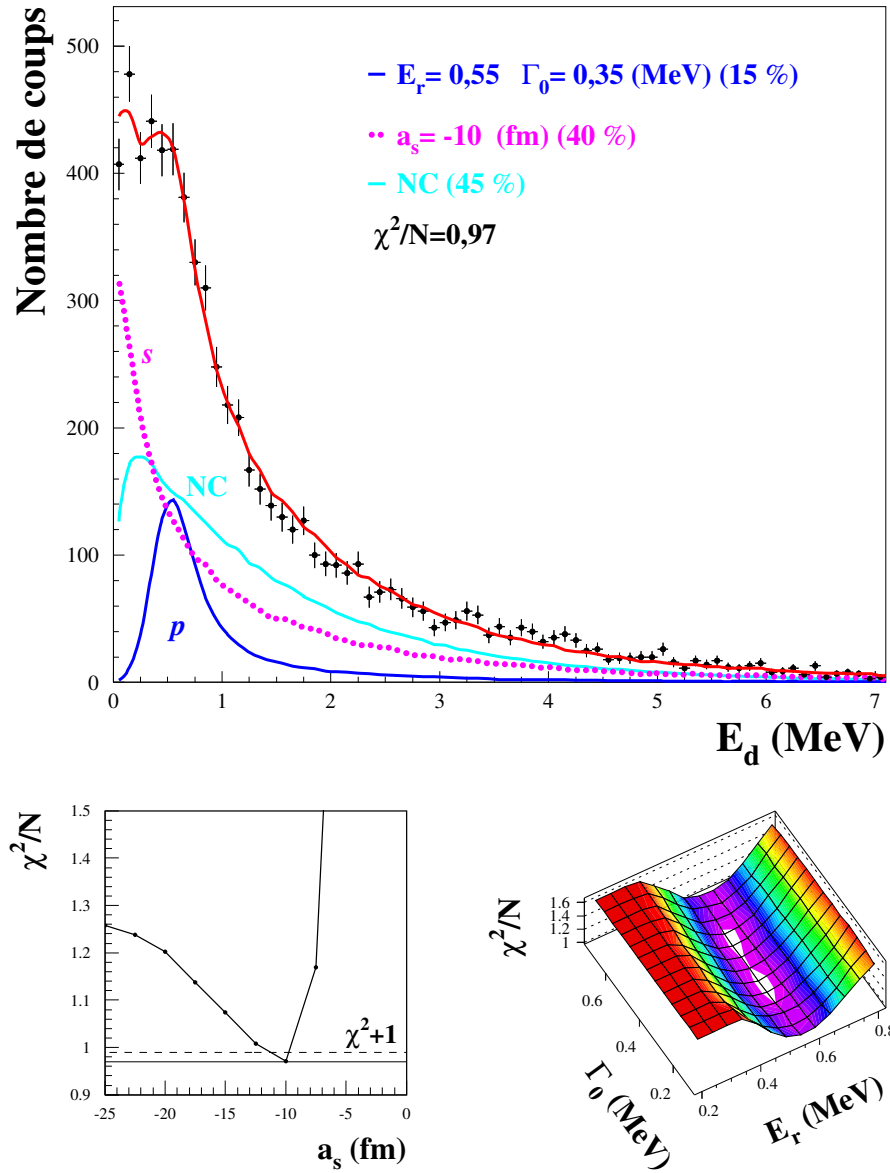 Nombre de coups
500
400
300
200
100
0
E_r= 0,55 Γ_0= 0,35 (MeV) (15 %)
a_s= -10 (fm) (40 %)
NC (45 %)
χ²/N=0,97
s
NC
p
0 1 2 3 4 5 6 7
E_d (MeV)
χ²/N
1.5
1.4
1.3
1.2
1.1
1
0.9
χ²+1
-25 -20 -15 -10 -5 0
a_s (fm)
χ²/N
1.6
1.4
1.2
1
0.6
0.4
0.2
Γ_0 (MeV)
0.2 0.4 0.6 0.8
E_r (MeV)